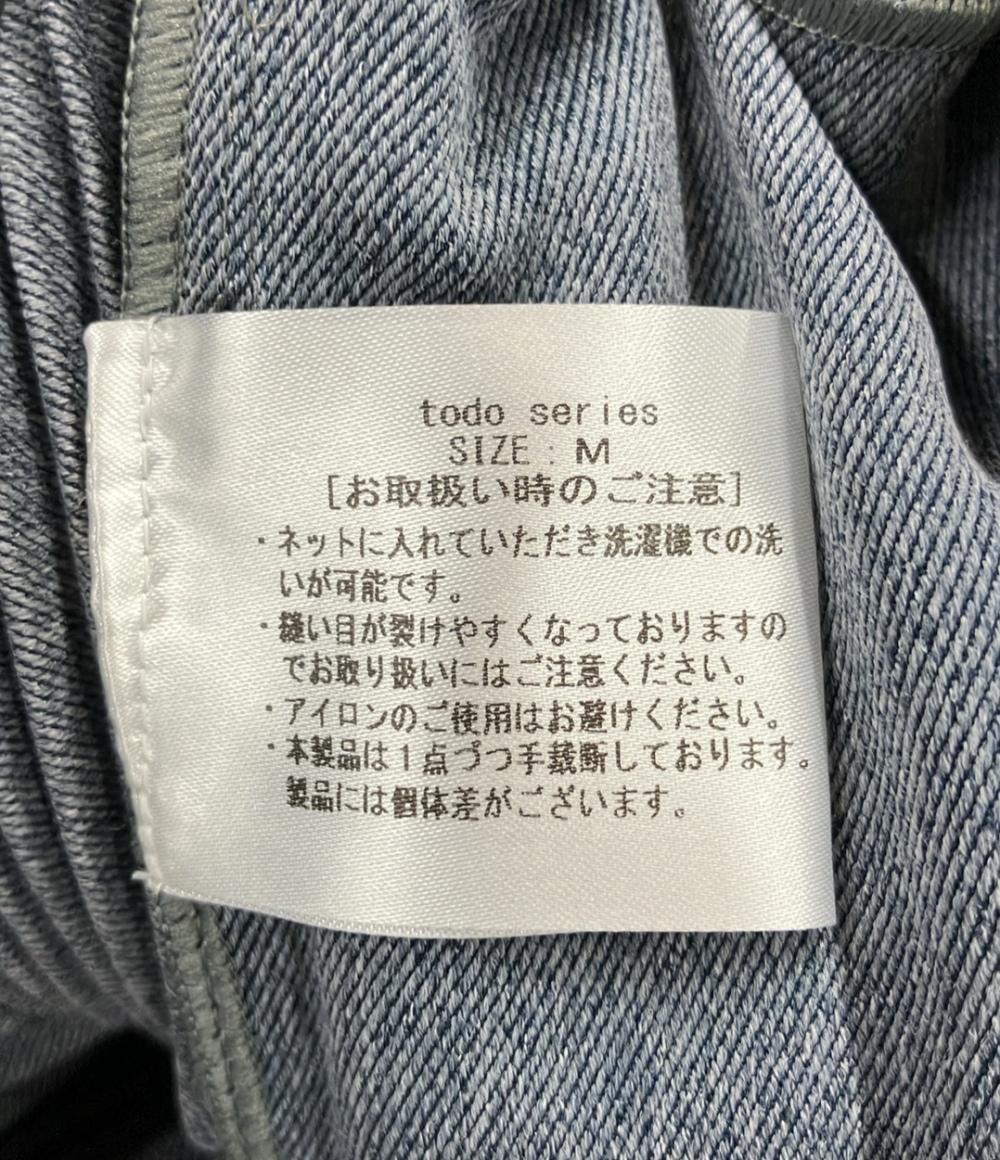 todo series
SIZE : M
[お取扱い時のご注意]
・ネットに入れていただき洗濯機での洗
いが可能です。
・縫い目が裂けやすくなっておりますの
でお取り扱いにはご注意ください。
・アイロンのご使用はお避けください。
・本製品は1点づつ手裁断しております。
製品には個体差がございます。